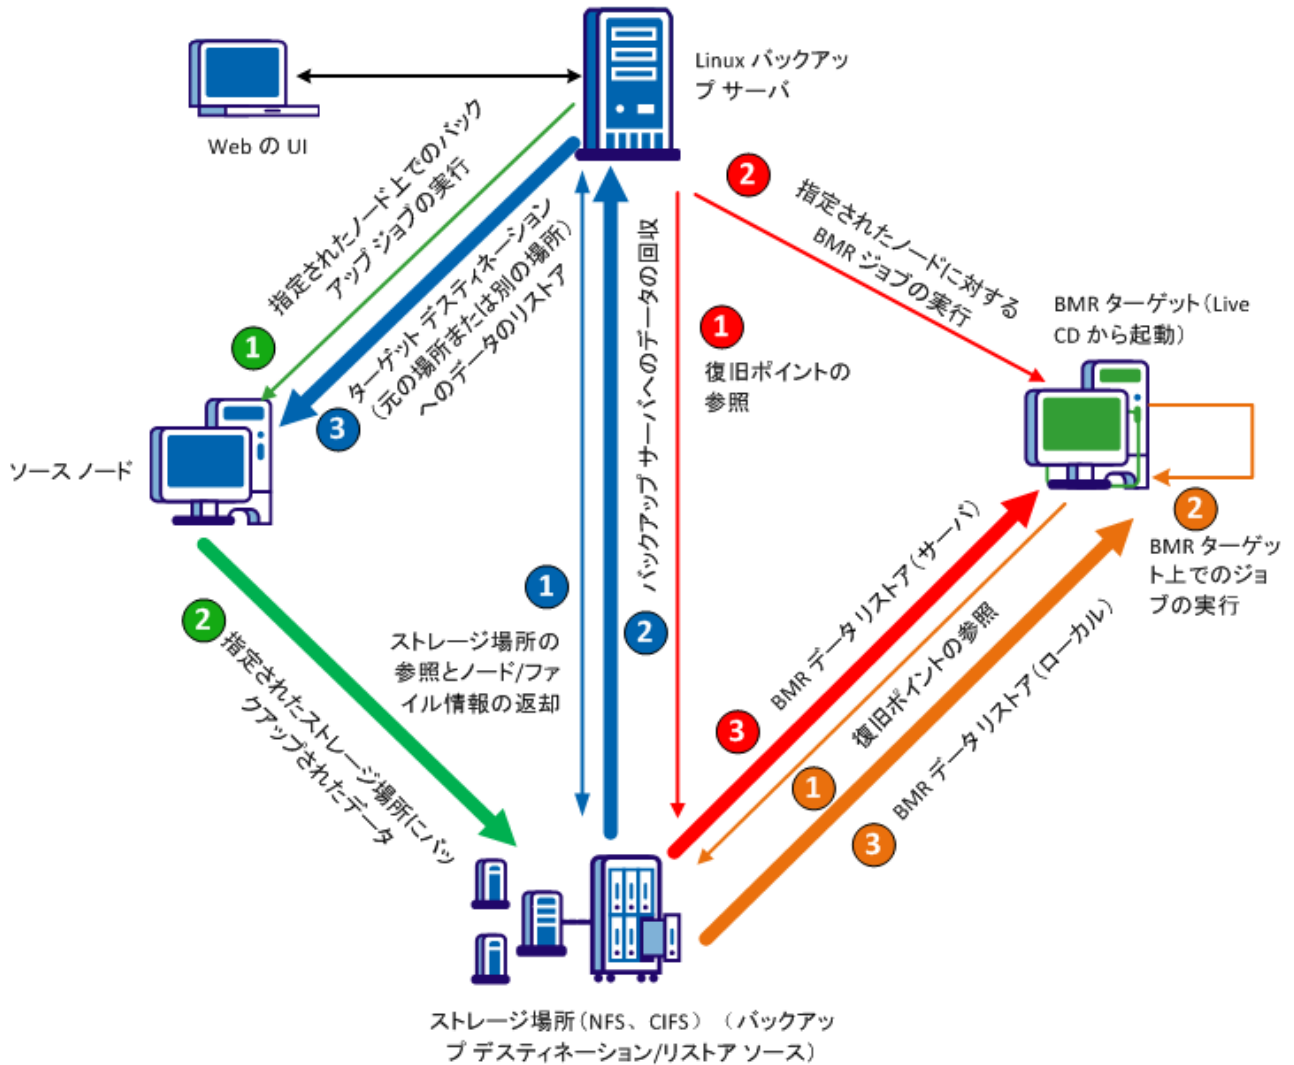 Linux バックアッ
プ サーバ
Web の UI
指定されたノード上でのバック
アップ ジョブの実行
1
ターゲット デスティネーション
(元の場所または別の場所)
へのデータのリストア
3
バックアップ サーバへのデータの回収
2
指定されたノードに対する
BMR ジョブの実行
1
復旧ポイントの
参照
BMR ターゲット(Live
CD から起動)
ソース ノード
2
BMR ターゲッ
ト上でのジョ
ブの実行
2
指定されたストレージ場所にバッ
クアップされたデータ
1
ストレージ場所の
参照とノード/ファ
イル情報の返却
2
BMR データリストア(サーバ)
3
復旧ポイントの参照
1
BMR データリストア(ローカル)
3
ストレージ場所(NFS、CIFS) (バックアッ
プ デスティネーション/リストア ソース)